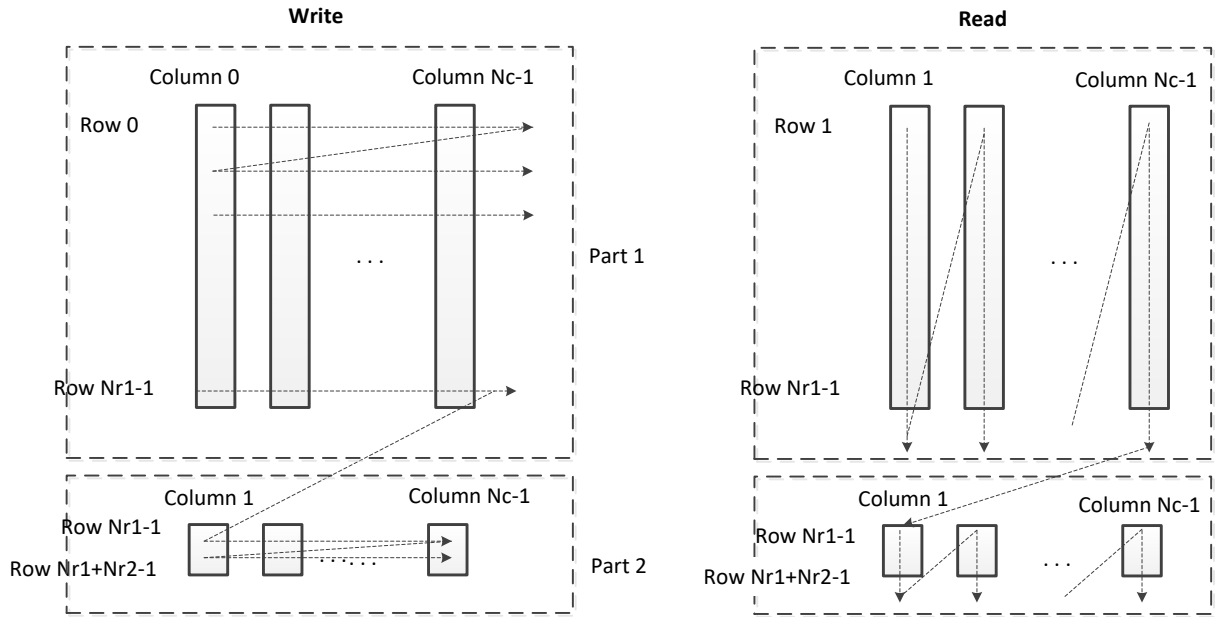 Write
Column 0 Column Nc-1
Row 0
. . .
Part 1
Row Nr1-1
Column 1 Column Nc-1
Row Nr1-1
Row Nr1+Nr2-1
... ...
Part 2
Read
Column 1 Column Nc-1
Row 1
. . .
Row Nr1-1
Column 1 Column Nc-1
Row Nr1-1
Row Nr1+Nr2-1
. . .